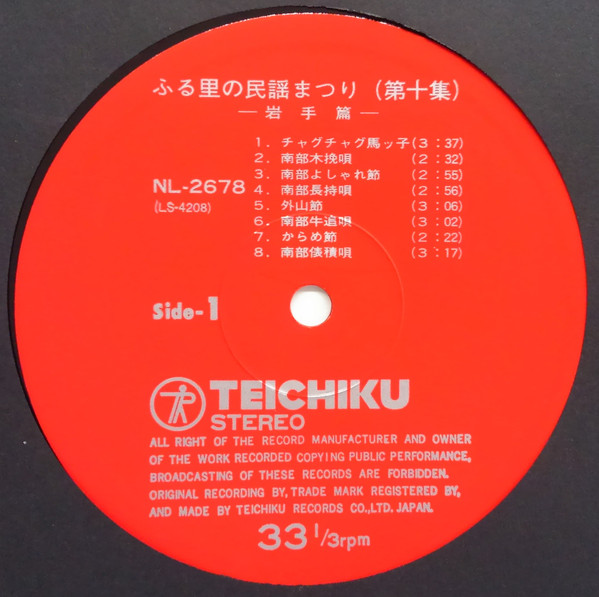 ふる里の民謡まつり（第十集）
—岩手篇—
1. チャグチャグ馬ッ子(3:37)
2. 南部木挽唄 (2:32)
3. 南部よしゃれ節 (2:55)
NL-2678
4. 南部長持唄 (2:56)
(LS-4208)
5. 外山節 (3:06)
6. 南部牛追唄 (3:02)
7. からめ節 (2:22)
8. 南部俵積唄 (3:17)
Side-1
TEICHIKU
STEREO
ALL RIGHT OF THE RECORD MANUFACTURER AND OWNER
OF THE WORK RECORDED COPYING PUBLIC PERFORMANCE,
BROADCASTING OF THESE RECORDS ARE FORBIDDEN.
ORIGINAL RECORDING BY, TRADE MARK REGISTERED BY,
AND MADE BY TEICHIKU RECORDS CO.,LTD. JAPAN.
33 1/3rpm